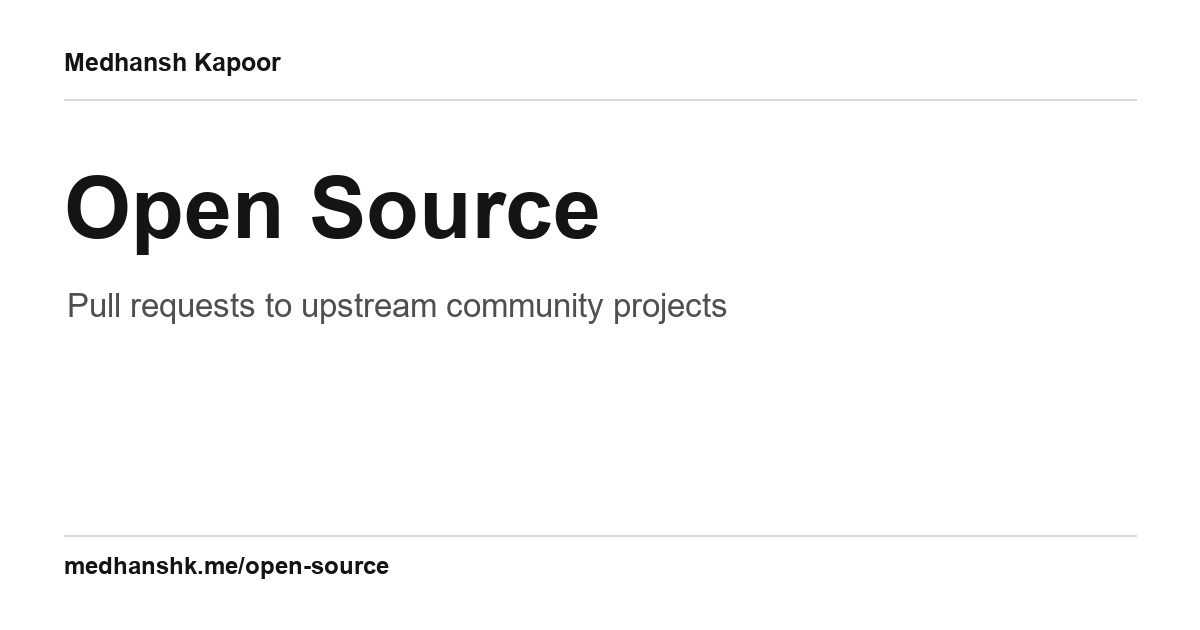 Medhansh Kapoor
Open Source
Pull requests to upstream community projects
medhanshk.me/open-source